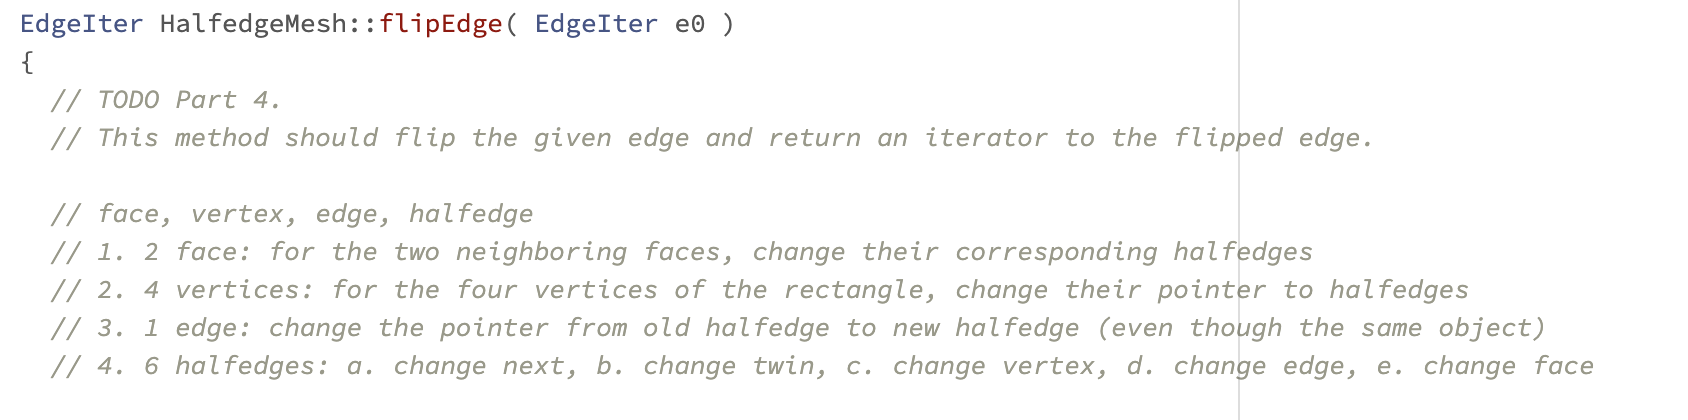 EdgeIter HalfedgeMesh::flipEdge( EdgeIter e0 )
{
// TODO Part 4.
// This method should flip the given edge and return an iterator to the flipped edge.
// face, vertex, edge, halfedge
// 1. 2 face: for the two neighboring faces, change their corresponding halfedges
// 2. 4 vertices: for the four vertices of the rectangle, change their pointer to halfedges
// 3. 1 edge: change the pointer from old halfedge to new halfedge (even though the same object)
// 4. 6 halfedges: a. change next, b. change twin, c. change vertex, d. change edge, e. change face